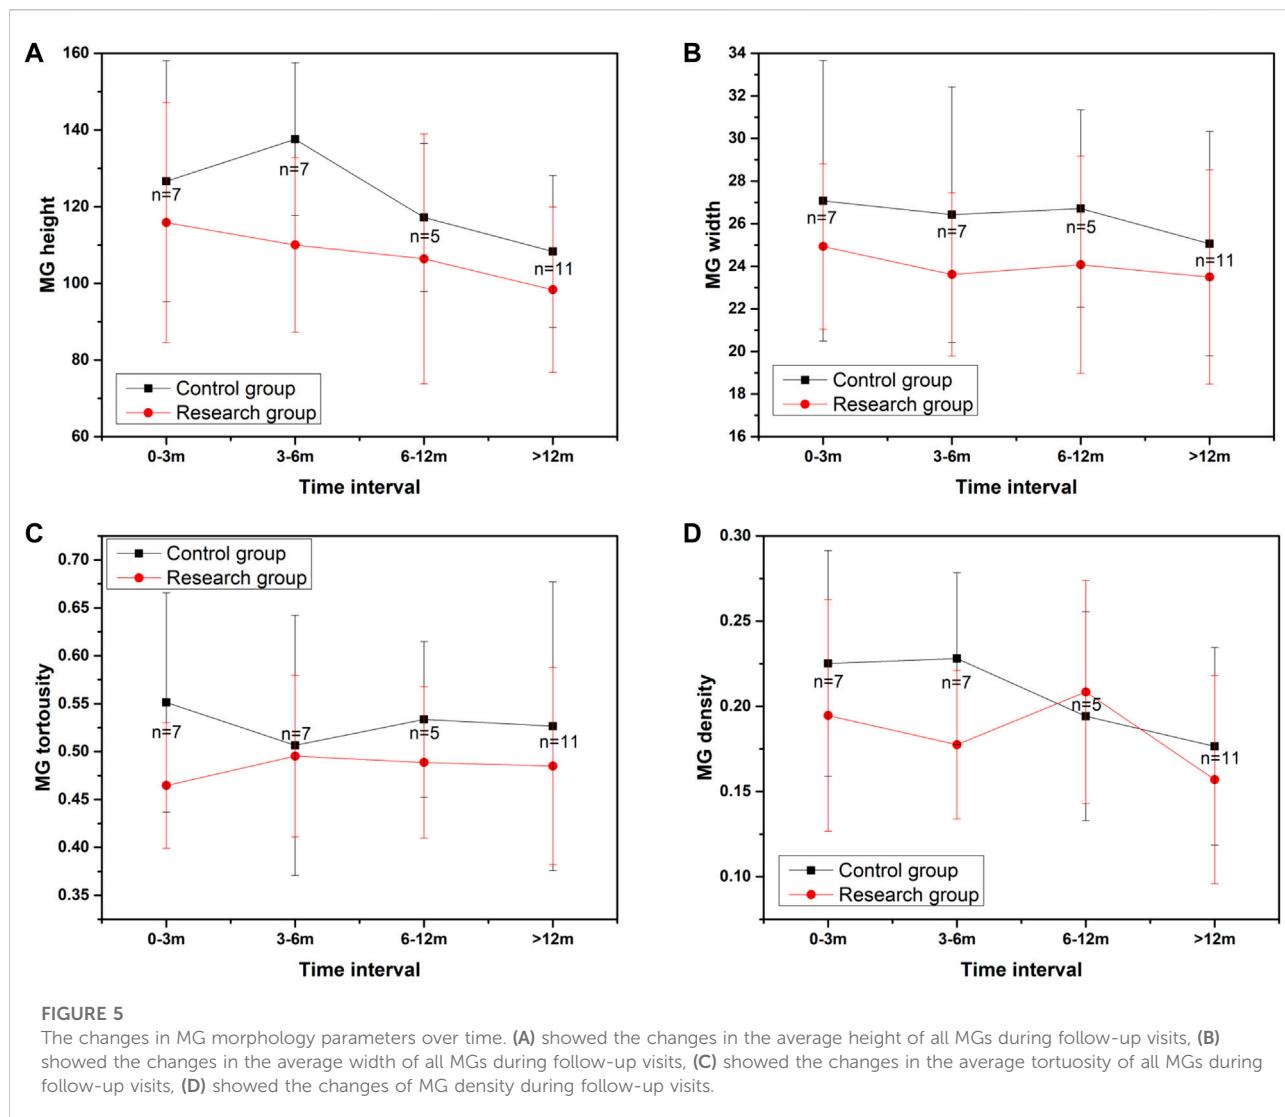 A
160
140
120
100
80
60
MG height
n=7
n=7
n=5
n=11
Control group
Research group
0-3m
3-6m
6-12m
>12m
Time interval
B
34
32
30
28
26
24
22
20
18
16
MG width
n=7
n=7
n=5
n=11
Control group
Research group
0-3m
3-6m
6-12m
>12m
Time interval
C
0.70
0.65
0.60
0.55
0.50
0.45
0.40
0.35
MG tortousity
Control group
Research group
n=7
n=7
n=5
n=11
0-3m
3-6m
6-12m
>12m
Time interval
D
0.30
0.25
0.20
0.15
0.10
MG density
n=7
n=7
n=5
n=11
Control group
Research group
0-3m
3-6m
6-12m
>12m
Time interval
FIGURE 5
The changes in MG morphology parameters over time. (A) showed the changes in the average height of all MGs during follow-up visits, (B)
showed the changes in the average width of all MGs during follow-up visits, (C) showed the changes in the average tortuosity of all MGs during
follow-up visits, (D) showed the changes of MG density during follow-up visits.